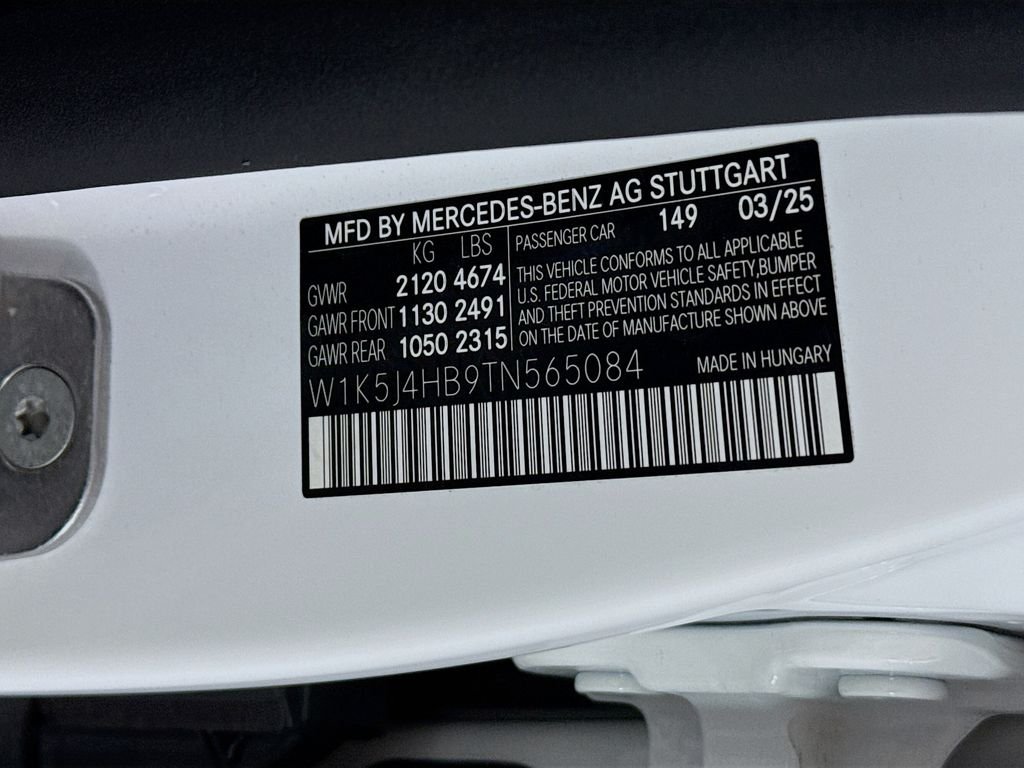 MFD BY MERCEDES-BENZ AG STUTTGART
KG LBS
GVWR 2120 4674
GAWR FRONT 1130 2491
GAWR REAR 1050 2315
PASSENGER CAR 149 03/25
THIS VEHICLE CONFORMS TO ALL APPLICABLE
U.S. FEDERAL MOTOR VEHICLE SAFETY,BUMPER
AND THEFT PREVENTION STANDARDS IN EFFECT
ON THE DATE OF MANUFACTURE SHOWN ABOVE
W1K5J4HB9TN565084
MADE IN HUNGARY